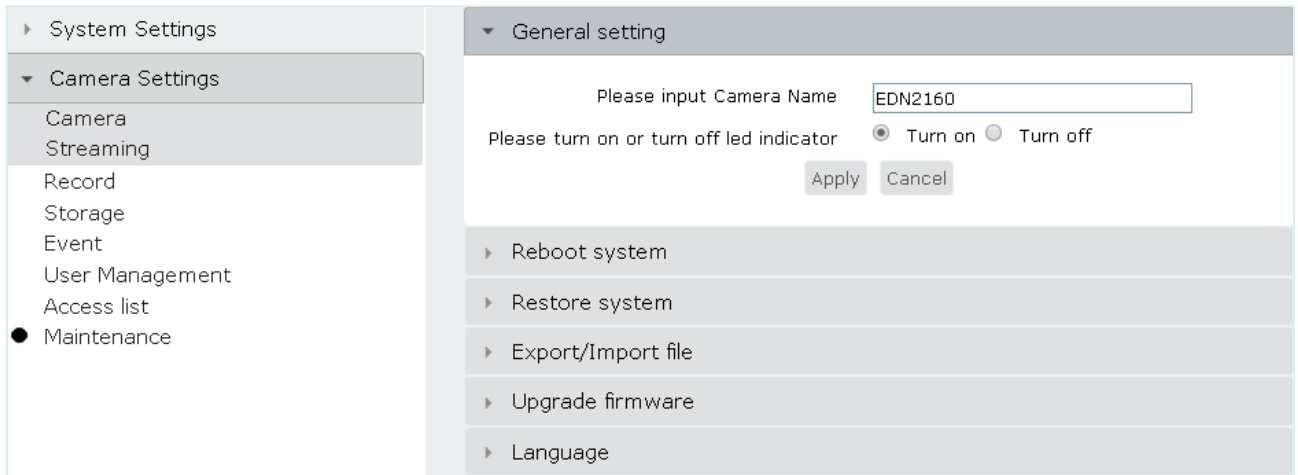 System Settings
Camera Settings
Camera
Streaming
Record
Storage
Event
User Management
Access list
Maintenance
General setting
Please input Camera Name EDN2160
Please turn on or turn off led indicator Turn on Turn off
Apply Cancel
Reboot system
Restore system
Export/Import file
Upgrade firmware
Language